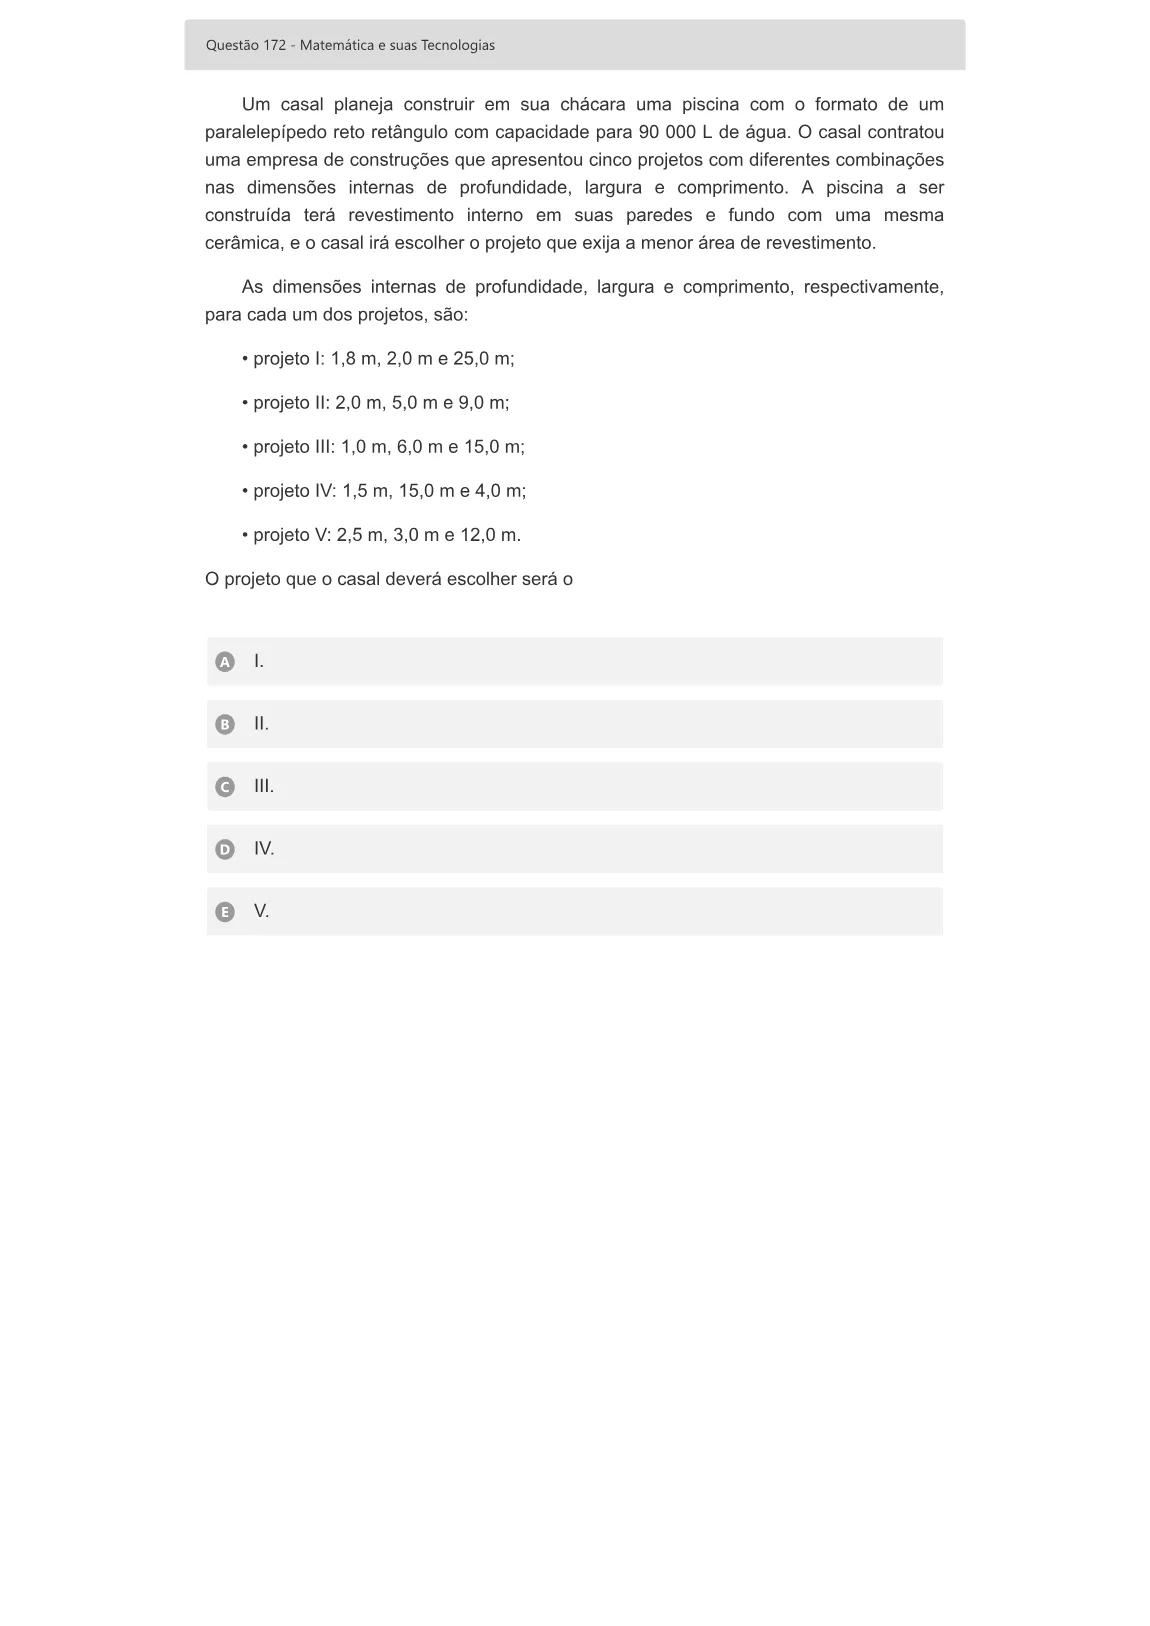 Questão 172 - Matemática e suas Tecnologias
Um casal planeja construir em sua chácara uma piscina com o formato de um
paralelepípedo reto retângulo com capacidade para 90 000 L de água. O casal contratou
uma empresa de construções que apresentou cinco projetos com diferentes combinações
nas dimensões internas de profundidade, largura e comprimento. A piscina a ser
construída terá revestimento interno em suas paredes e fundo com uma mesma
cerâmica, e o casal irá escolher o projeto que exija a menor área de revestimento.
As dimensões internas de profundidade, largura e comprimento, respectivamente,
para cada um dos projetos, são:
• projeto I: 1,8 m, 2,0 m e 25,0 m;
• projeto II: 2,0 m, 5,0 m e 9,0 m;
• projeto III: 1,0 m, 6,0 m e 15,0 m;
• projeto IV: 1,5 m, 15,0 m e 4,0 m;
• projeto V: 2,5 m, 3,0 m e 12,0 m.
O projeto que o casal deverá escolher será o
A I.
B II.
C III.
D IV.
E V.